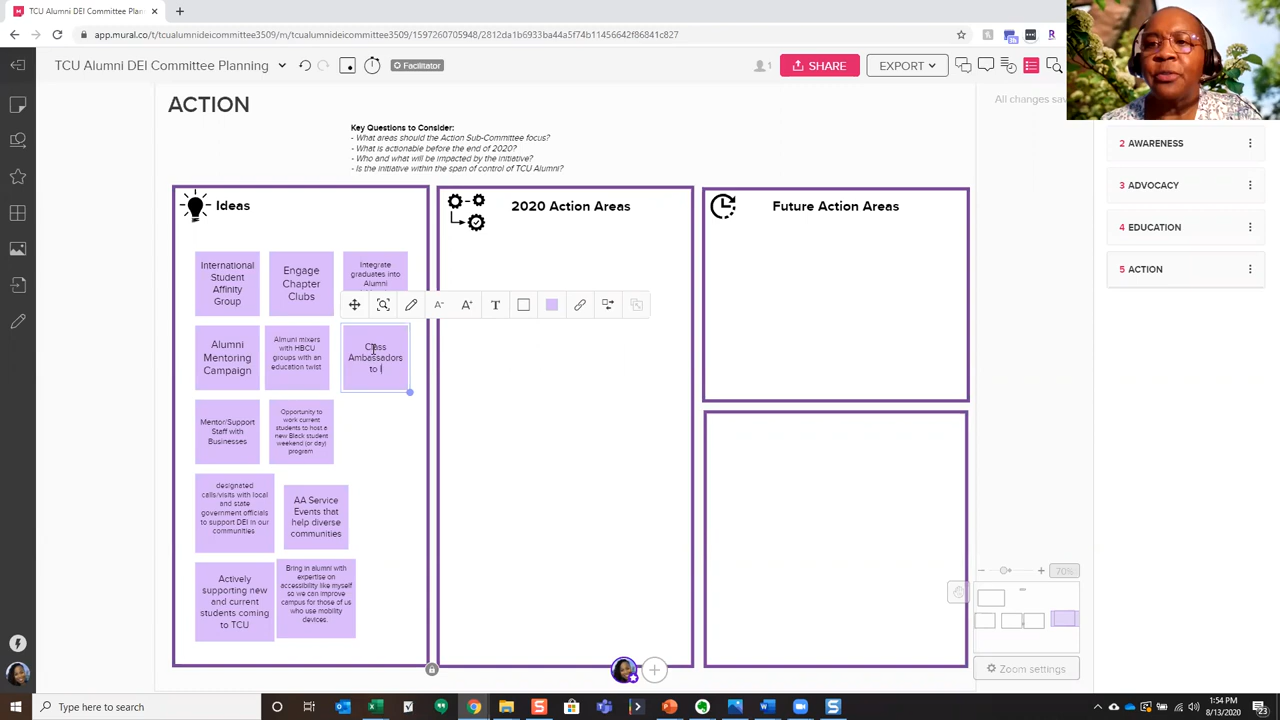 TCU Alumni DEI Committee Pla
app.mural.co/t/tcualumnideicommittee3509/m/tcualumnideicommittee3509/1597260705948/2812da1b6933ba44a5f74b11456642f86841c827
TCU Alumni DEI Committee Planning
Facilitator
1
SHARE
EXPORT
ACTION
All changes sav
Key Questions to Consider:
- What areas should the Action Sub-Committee focus?
- What is actionable before the end of 2020?
- Who and what will be impacted by the initiative?
- Is the initiative within the span of control of TCU Alumni?
2 AWARENESS
3 ADVOCACY
4 EDUCATION
5 ACTION
Ideas
2020 Action Areas
Future Action Areas
International
Student
Affinity
Group
Engage
Chapter
Clubs
Integrate
graduates into
Alumni
A-
A+
T
Alumni
Mentoring
Campaign
Almuni mixers
with HBCU
groups with an
education twist
Class
Ambassadors
to
Mentor/Support
Staff with
Businesses
Opportunity to
work current
students to host a
new Black student
weekend (or day)
program
designated
calls/visits with local
and state
government officials
to support DEI in our
communities
AA Service
Events that
help diverse
communities
Actively
supporting new
and current
students coming
to TCU
Bring in alumni with
expertise on
accessibility like myself
so we can improve
campus for those of us
who use mobility
devices.
70%
Zoom settings
Type here to search
1:54 PM
8/13/2020
23